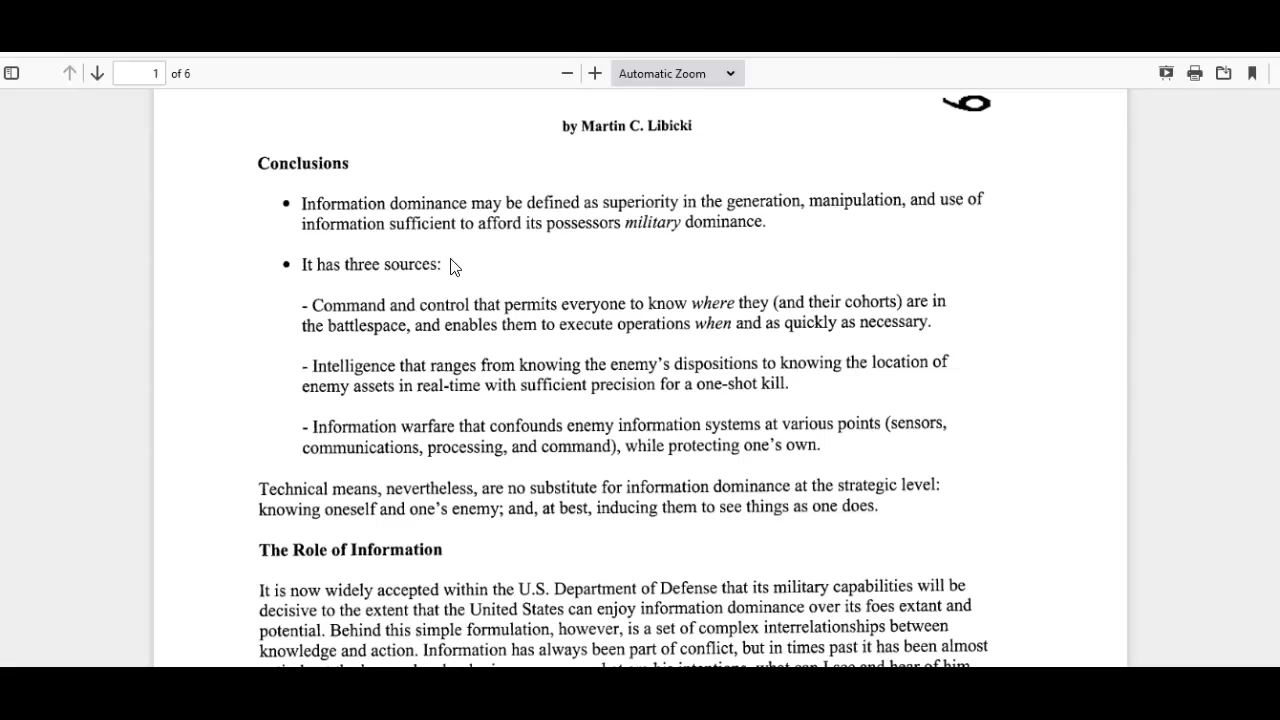 1 of 6
Automatic Zoom
by Martin C. Libicki
Conclusions
• Information dominance may be defined as superiority in the generation, manipulation, and use of
information sufficient to afford its possessors military dominance.
• It has three sources:
- Command and control that permits everyone to know where they (and their cohorts) are in
the battlespace, and enables them to execute operations when and as quickly as necessary.
- Intelligence that ranges from knowing the enemy's dispositions to knowing the location of
enemy assets in real-time with sufficient precision for a one-shot kill.
- Information warfare that confounds enemy information systems at various points (sensors,
communications, processing, and command), while protecting one's own.
Technical means, nevertheless, are no substitute for information dominance at the strategic level:
knowing oneself and one's enemy; and, at best, inducing them to see things as one does.
The Role of Information
It is now widely accepted within the U.S. Department of Defense that its military capabilities will be
decisive to the extent that the United States can enjoy information dominance over its foes extant and
potential. Behind this simple formulation, however, is a set of complex interrelationships between
knowledge and action. Information has always been part of conflict, but in times past it has been almost
what can I see and hear of him